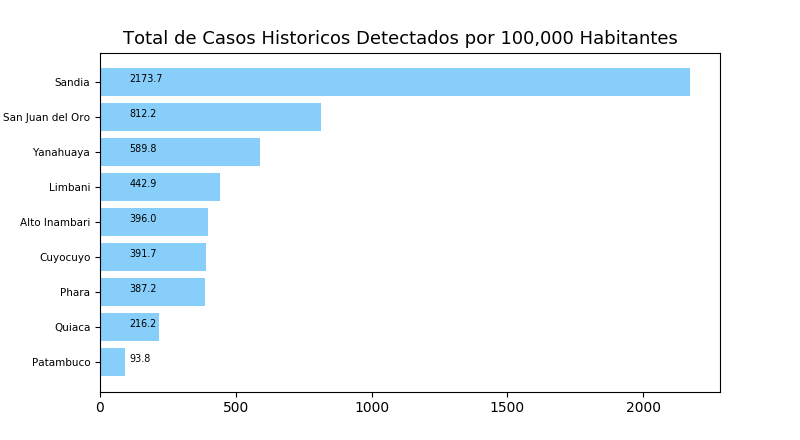 Total de Casos Historicos Detectados por 100,000 Habitantes
Sandia 2173.7
San Juan del Oro 812.2
Yanahuaya 589.8
Limbani 442.9
Alto Inambari 396.0
Cuyocuyo 391.7
Phara 387.2
Quiaca 216.2
Patambuco 93.8
0 500 1000 1500 2000